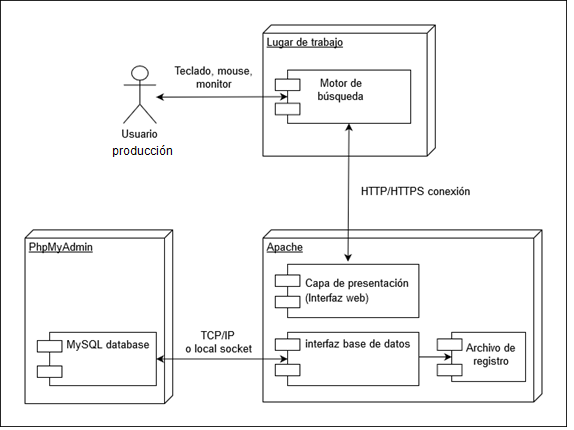 Lugar de trabajo
Teclado, mouse,
monitor
Motor de
búsqueda
Usuario
producción
HTTP/HTTPS conexión
PhpMyAdmin
Apache
Capa de presentación
(Interfaz web)
MySQL database
TCP/IP
o local socket
interfaz base de datos
Archivo de
registro